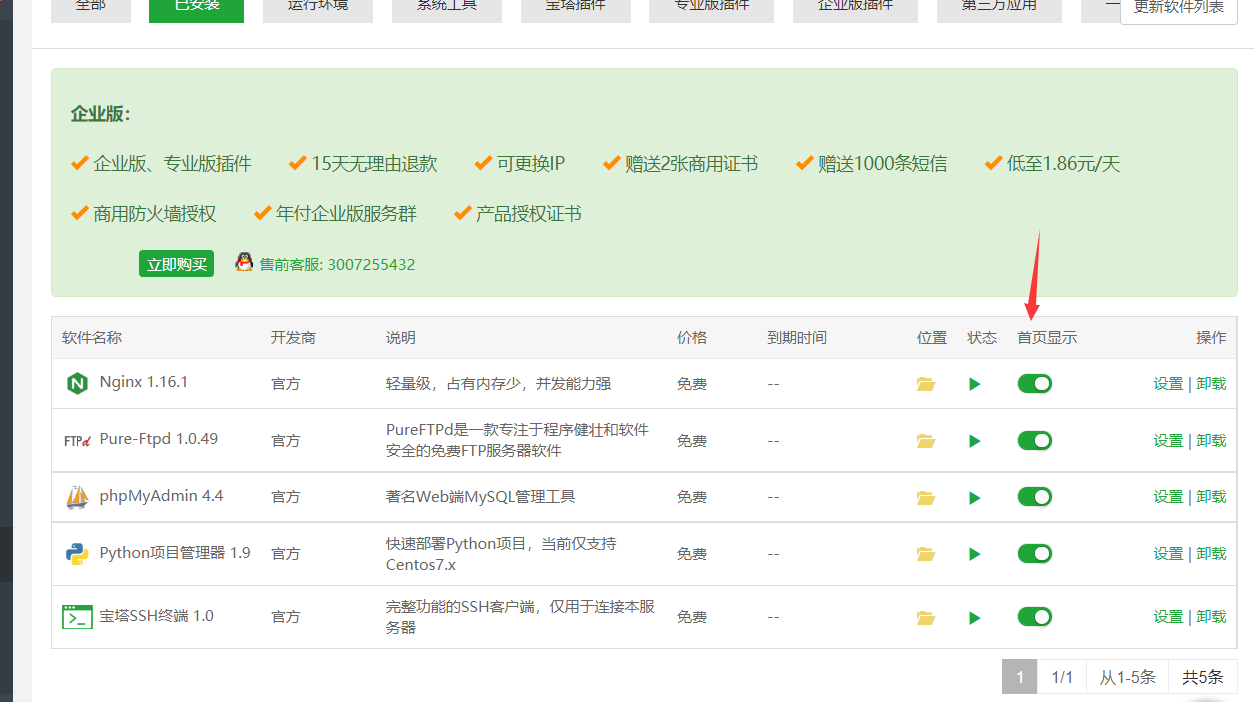 全部 已安装 运行环境 系统工具 宝塔插件 专业版插件 企业版插件 第三方应用 更新软件列表
企业版：
企业版、专业版插件 15天无理由退款 可更换IP 赠送2张商用证书 赠送1000条短信 低至1.86元/天
商用防火墙授权 年付企业版服务群 产品授权证书
立即购买 售前客服: 3007255432
软件名称 开发商 说明 价格 到期时间 位置 状态 首页显示 操作
Nginx 1.16.1 官方 轻量级，占有内存少，并发能力强 免费 -- 设置 | 卸载
FTPd Pure-Ftpd 1.0.49 官方 PureFTPd是一款专注于程序健壮和软件 免费 -- 设置 | 卸载
安全的免费FTP服务器软件
phpMyAdmin 4.4 官方 著名Web端MySQL管理工具 免费 -- 设置 | 卸载
Python项目管理器 1.9 官方 快速部署Python项目，当前仅支持 免费 -- 设置 | 卸载
Centos7.x
宝塔SSH终端 1.0 官方 完整功能的SSH客户端，仅用于连接本服 免费 -- 设置 | 卸载
务器
1 1/1 从1-5条 共5条